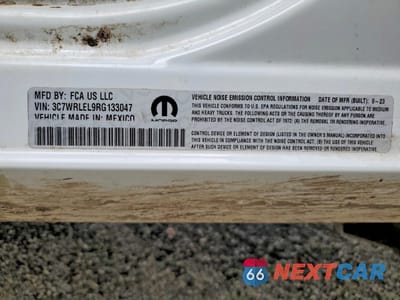 MFD BY: FCA US LLC
VIN: 3C7WRLEL9RG133047
VEHICLE MADE IN: MEXICO
mopar
VEHICLE NOISE EMISSION CONTROL INFORMATION DATE OF MFR (BUILT): 8-23
THIS VEHICLE CONFORMS TO U.S. EPA REGULATIONS FOR NOISE EMISSION APPLICABLE TO MEDIUM
AND HEAVY TRUCKS. THE FOLLOWING ACTS OR THE CAUSING THEREOF BY ANY PERSON ARE
PROHIBITED BY THE NOISE CONTROL ACT OF 1972: (A) THE REMOVAL OR RENDERING INOPERATIVE,
CONTROL DEVICE OR ELEMENT OF DESIGN (LISTED IN THE OWNER'S MANUAL) INCORPORATED
INTO THIS VEHICLE IN COMPLIANCE WITH THE NOISE CONTROL ACT; (B) THE USE OF THIS VEHICLE
AFTER SUCH DEVICE OR ELEMENT OF DESIGN HAS BEEN REMOVED OR RENDERED INOPERATIVE.
66 NEXTCAR